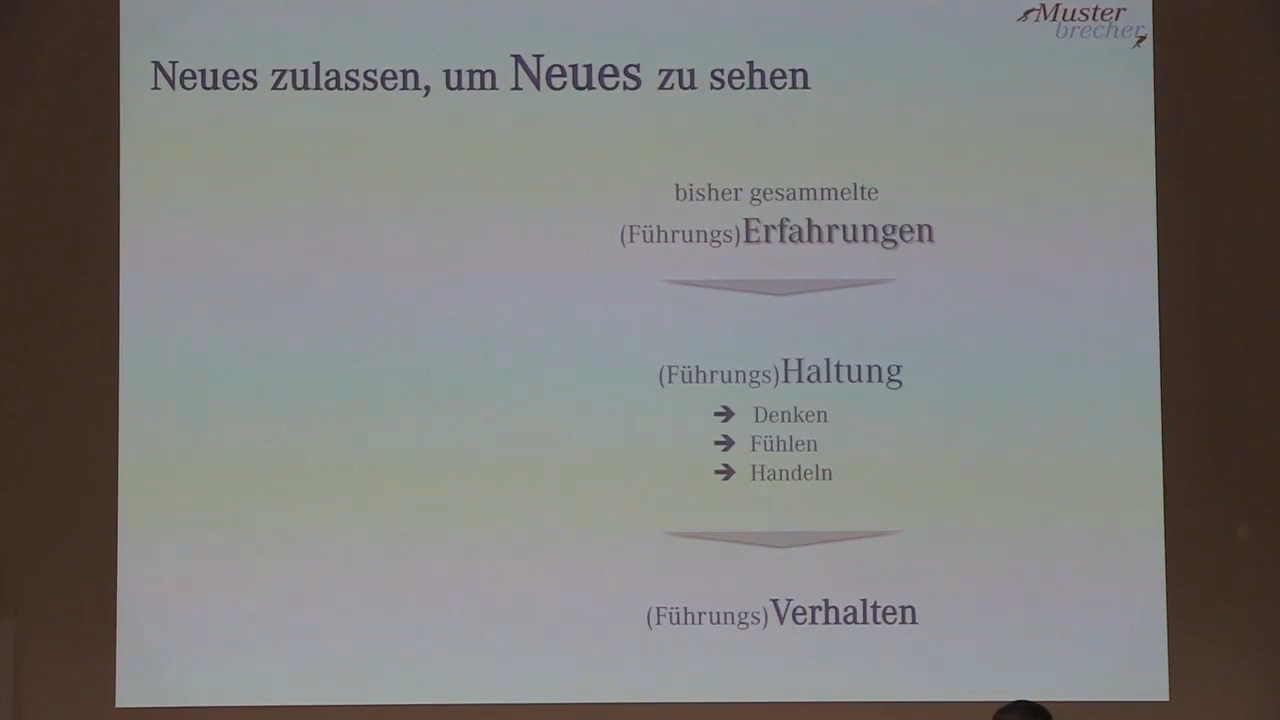 Muster
brecher
Neues zulassen, um Neues zu sehen
bisher gesammelte
(Führungs)Erfahrungen
(Führungs)Haltung
➔ Denken
➔ Fühlen
➔ Handeln
(Führungs)Verhalten